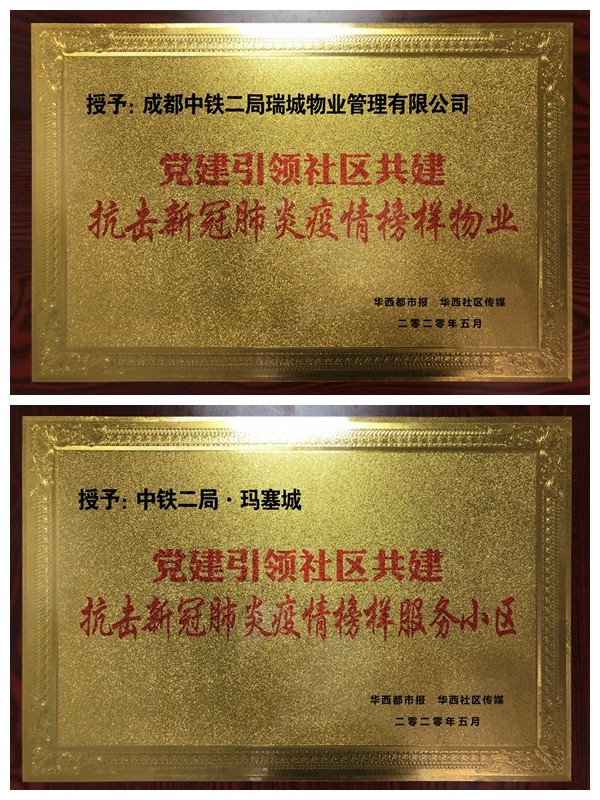 授予：成都中铁二局瑞城物业管理有限公司
党建引领社区共建
抗击新冠肺炎疫情榜样物业
华西都市报　华西社区传媒
二零二零年五月
授予：中铁二局·玛塞城
党建引领社区共建
抗击新冠肺炎疫情榜样服务小区
华西都市报　华西社区传媒
二零二零年五月